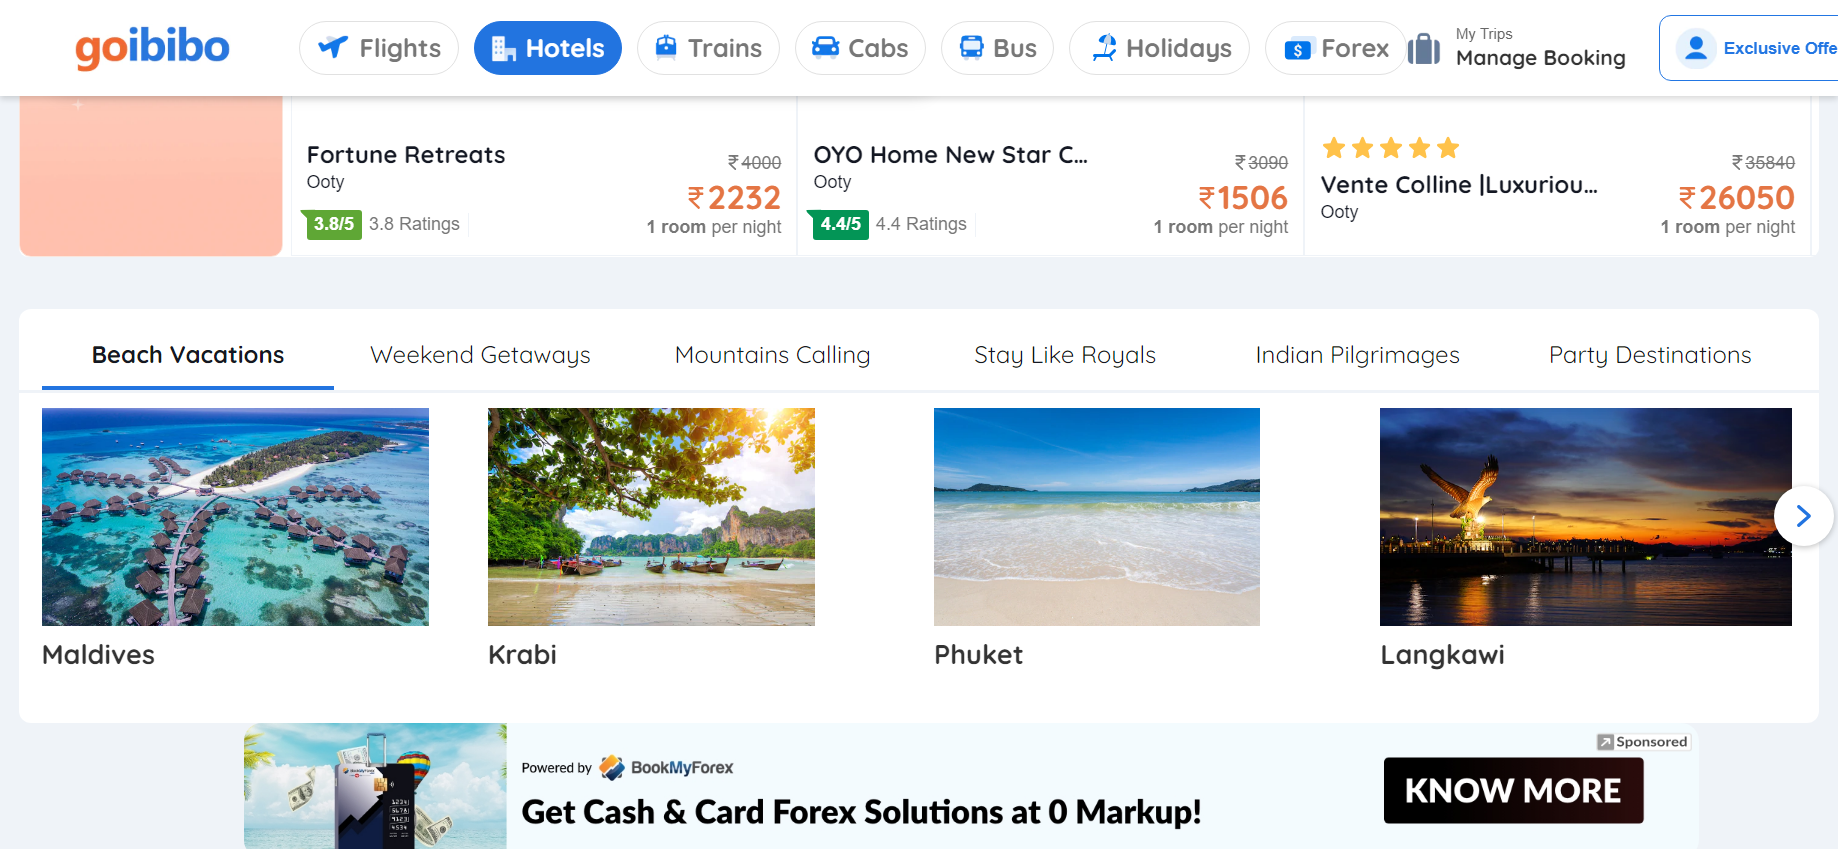 goibibo
Flights
Hotels
Trains
Cabs
Bus
Holidays
Forex
My Trips
Manage Booking
Exclusive Offe
Fortune Retreats
Ooty
3.8/5 3.8 Ratings
₹4000
₹2232
1 room per night
OYO Home New Star C...
Ooty
4.4/5 4.4 Ratings
₹3090
₹1506
1 room per night
Vente Colline |Luxuriou...
Ooty
₹35840
₹26050
1 room per night
Beach Vacations
Weekend Getaways
Mountains Calling
Stay Like Royals
Indian Pilgrimages
Party Destinations
Maldives
Krabi
Phuket
Langkawi
Sponsored
Powered by BookMyForex
Get Cash & Card Forex Solutions at 0 Markup!
KNOW MORE